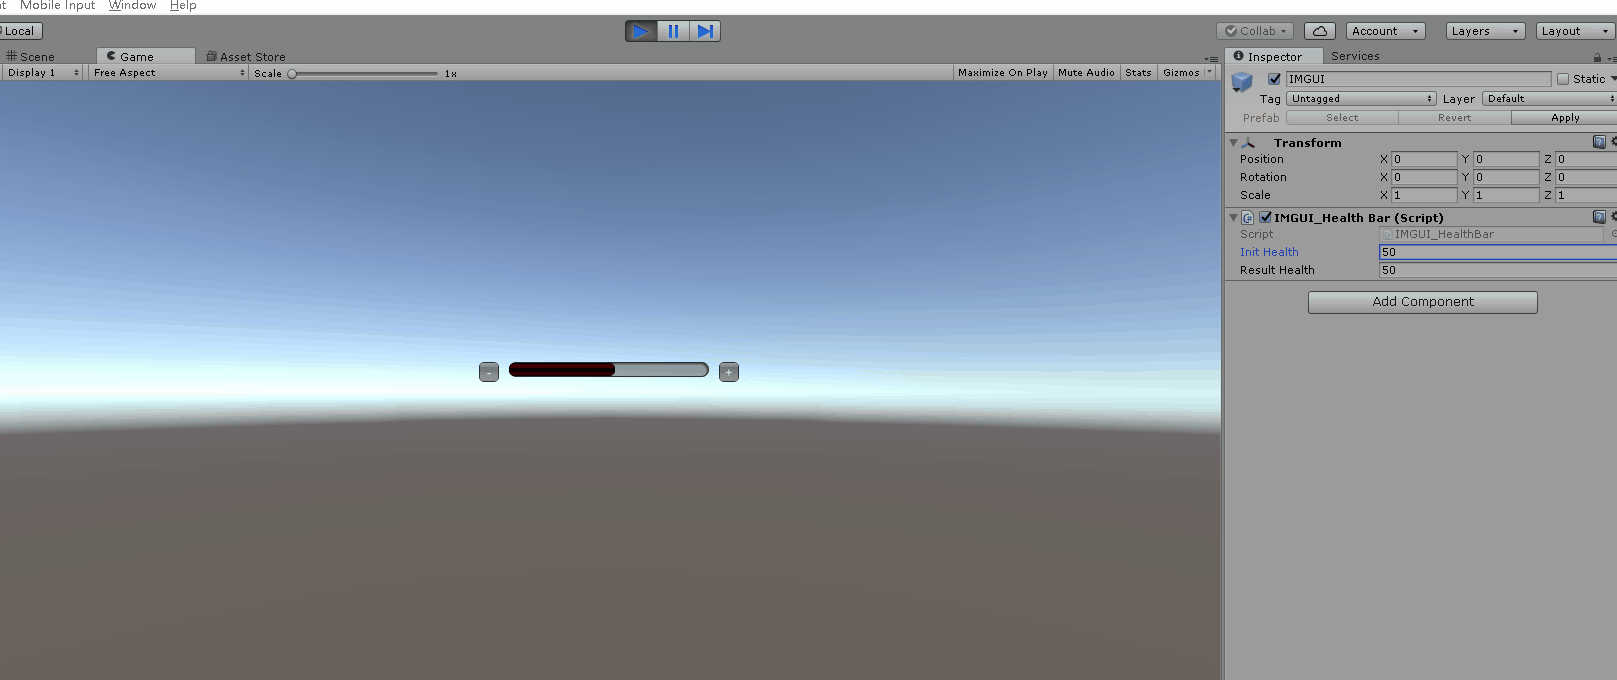 nt Mobile Input Window Help
Local Collab Account Layers Layout
Scene Game Asset Store Inspector Services
Display 1 Free Aspect Scale 1x Maximize On Play Mute Audio Stats Gizmos
IMGUI Static
Tag Untagged Layer Default
Prefab Select Revert Apply
Transform
Position X 0 Y 0 Z 0
Rotation X 0 Y 0 Z 0
Scale X 1 Y 1 Z 1
IMGUI_Health Bar (Script)
Script IMGUI_HealthBar
Init Health 50
Result Health 50
Add Component
- +